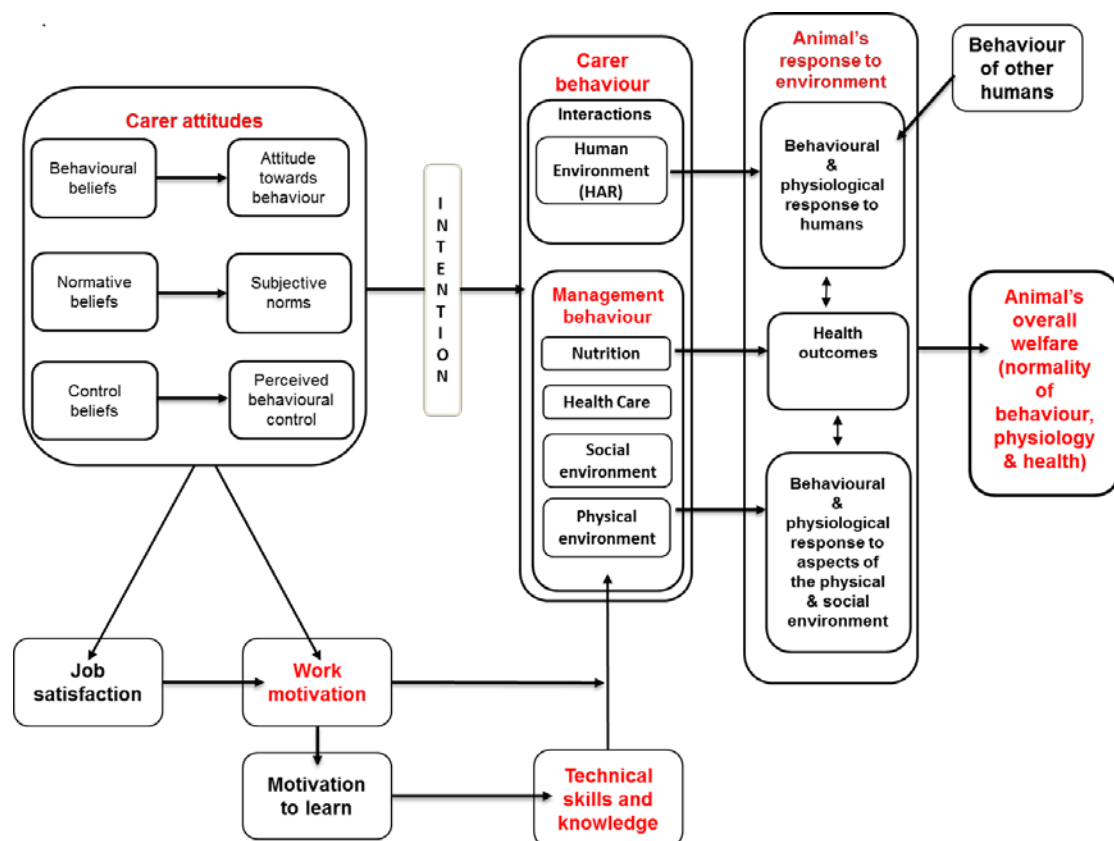 Carer attitudes
Behavioural
beliefs
Attitude
towards
behaviour
Normative
beliefs
Subjective
norms
Control
beliefs
Perceived
behavioural
control
INTENTION
Carer
behaviour
Interactions
Human
Environment
(HAR)
Management
behaviour
Nutrition
Health Care
Social
environment
Physical
environment
Animal's
response to
environment
Behavioural
&
physiological
response to
humans
Health
outcomes
Behavioural
&
physiological
response to
aspects of
the physical
& social
environment
Behaviour
of other
humans
Animal's
overall
welfare
(normality
of
behaviour,
physiology
& health)
Job
satisfaction
Work
motivation
Motivation
to learn
Technical
skills and
knowledge